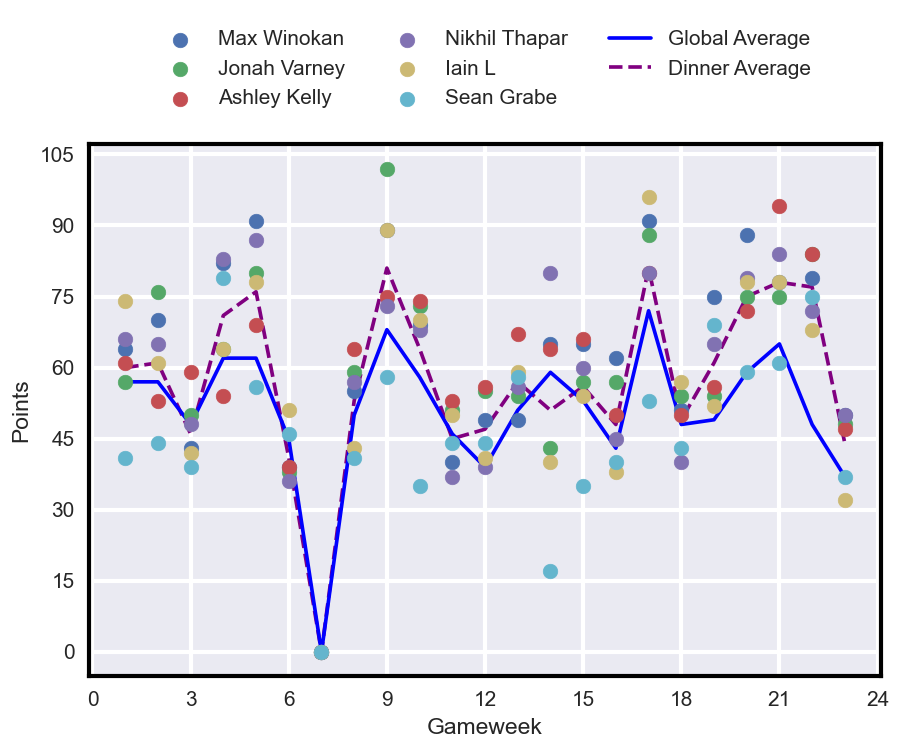 Max Winokan
Jonah Varney
Ashley Kelly
Nikhil Thapar
Iain L
Sean Grabe
Global Average
Dinner Average
Points
105
90
75
60
45
30
15
0
0 3 6 9 12 15 18 21 24
Gameweek